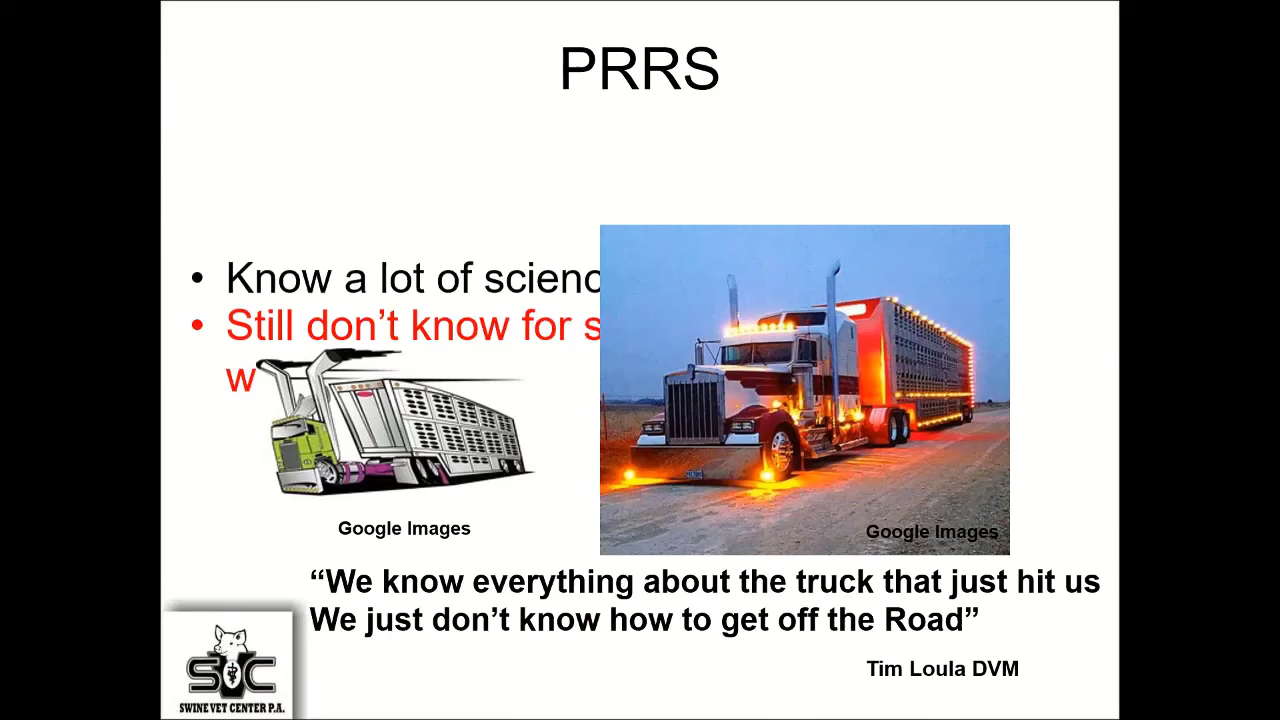 PRRS
• Know a lot of scienc
• Still don’t know for s
w
Google Images
Google Images
“We know everything about the truck that just hit us
We just don’t know how to get off the Road”
Tim Loula DVM
SVC
SWINE VET CENTER P.A.